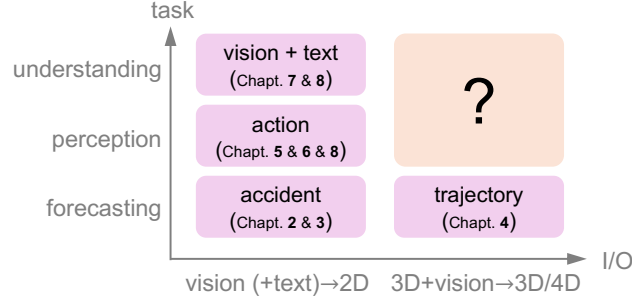 task
understanding
vision + text
(Chapt. 7 & 8)
?
perception
action
(Chapt. 5 & 6 & 8)
forecasting
accident
(Chapt. 2 & 3)
trajectory
(Chapt. 4)
I/O
vision (+text)→2D
3D+vision→3D/4D